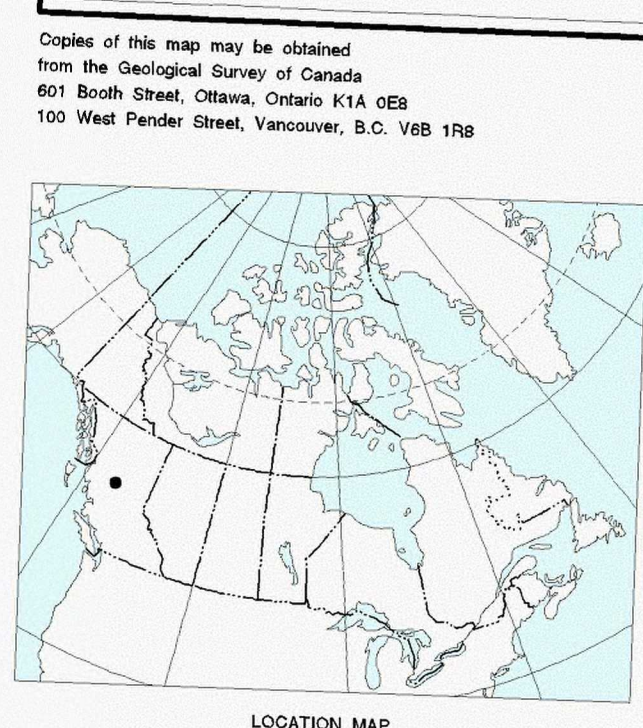 Copies of this map may be obtained
from the Geological Survey of Canada
601 Booth Street, Ottawa, Ontario K1A 0E8
100 West Pender Street, Vancouver, B.C. V6B 1R8
LOCATION MAP